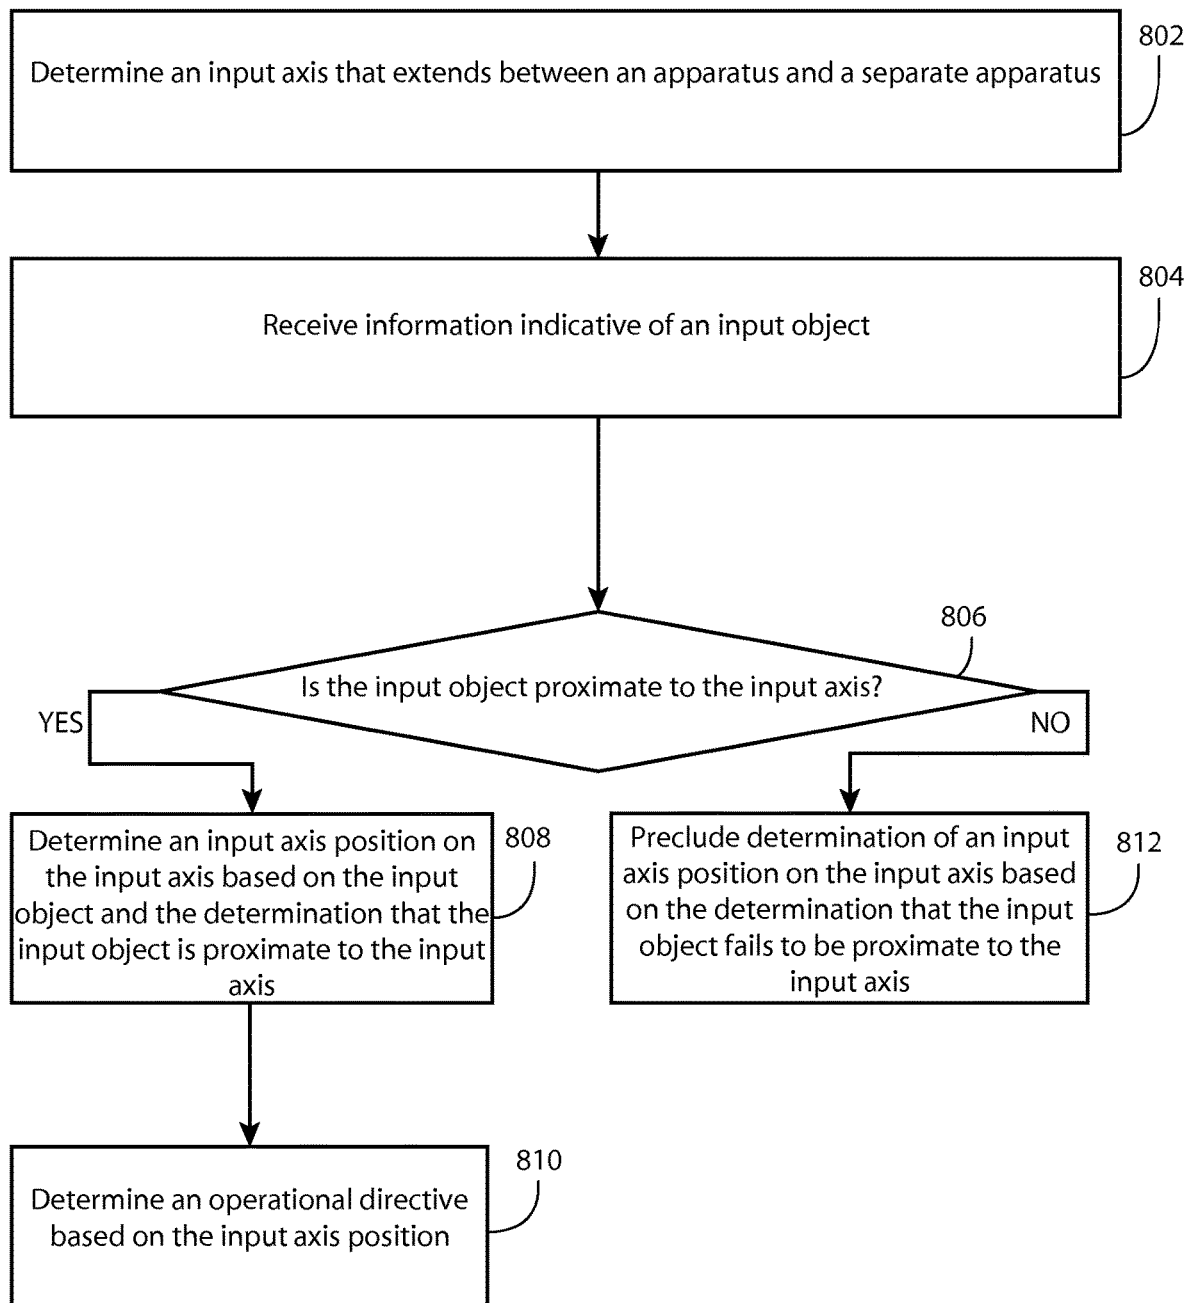 802
Determine an input axis that extends between an apparatus and a separate apparatus
804
Receive information indicative of an input object
806
Is the input object proximate to the input axis?
YES
NO
Determine an input axis position on
the input axis based on the input
object and the determination that the
input object is proximate to the input
axis
808
Preclude determination of an input
axis position on the input axis based
on the determination that the input
object fails to be proximate to the
input axis
812
810
Determine an operational directive
based on the input axis position